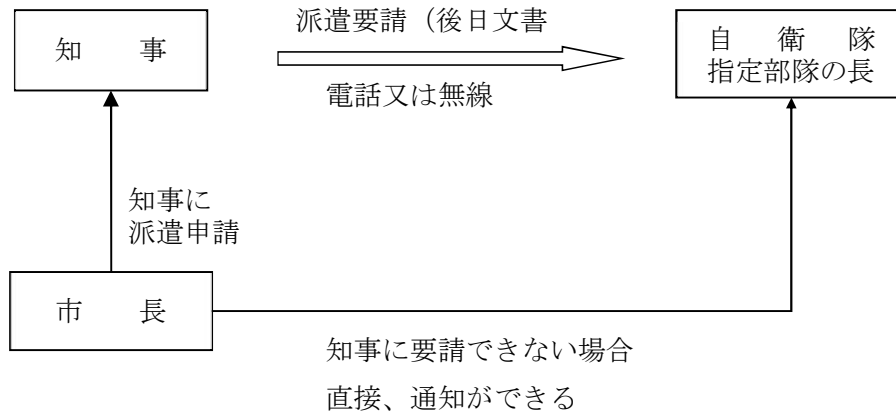 派遣要請（後日文書
知　　事
自　衛　隊
指定部隊の長
電話又は無線
知事に
派遣申請
市　　長
知事に要請できない場合
直接、通知ができる